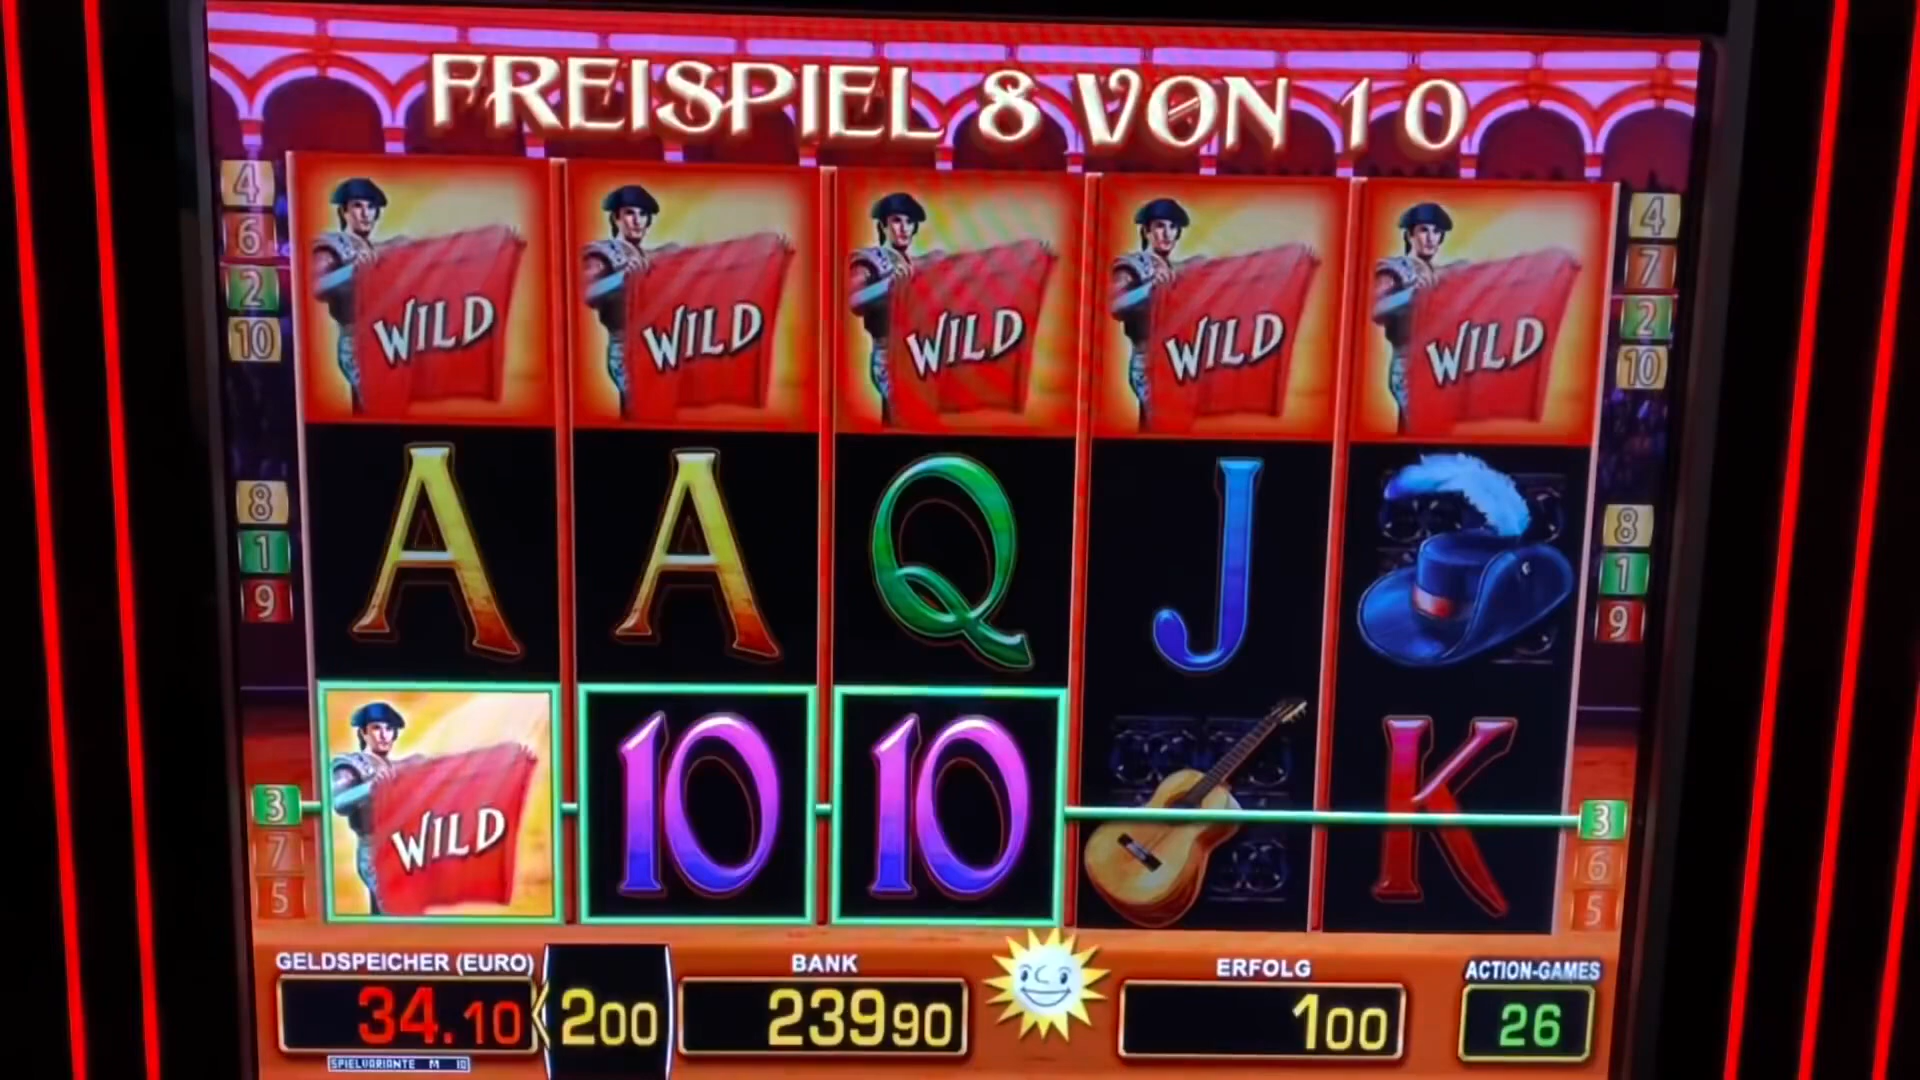 FREISPIEL 8 VON 10
4 WILD WILD WILD WILD WILD 4
6 7
2 2
10 10
8 A A Q J 8
1 1
9 9
3 WILD 10 10 K 3
7 6
5 5
GELDSPEICHER (EURO) BANK ERFOLG ACTION-GAMES
34.10 200 23990 100 26
SPIELVARIANTE M 10